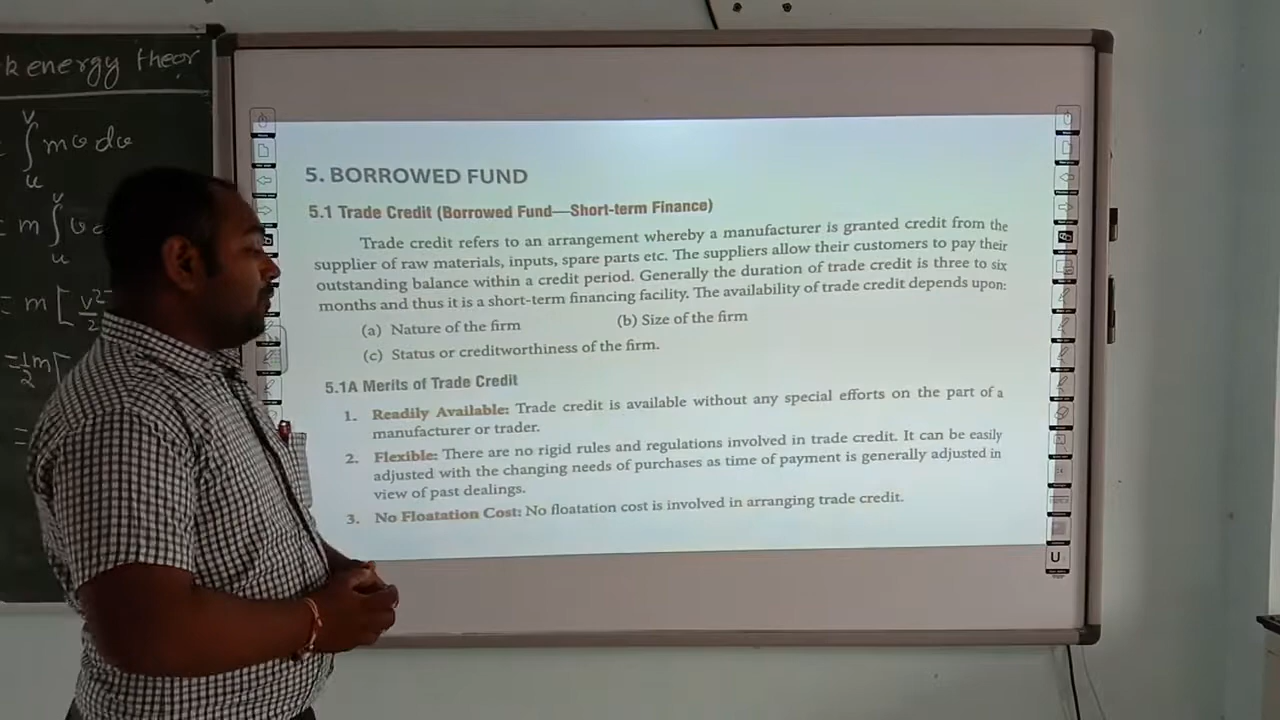 k energy theor
= ∫ mv dv
v
u
= m ∫ v
v
u
= m [ v²
2
= 1/2 m [
=
5. BORROWED FUND
5.1 Trade Credit (Borrowed Fund—Short-term Finance)
Trade credit refers to an arrangement whereby a manufacturer is granted credit from the
supplier of raw materials, inputs, spare parts etc. The suppliers allow their customers to pay their
outstanding balance within a credit period. Generally the duration of trade credit is three to six
months and thus it is a short-term financing facility. The availability of trade credit depends upon:
(a) Nature of the firm (b) Size of the firm
(c) Status or creditworthiness of the firm.
5.1A Merits of Trade Credit
1. Readily Available: Trade credit is available without any special efforts on the part of a
manufacturer or trader.
2. Flexible: There are no rigid rules and regulations involved in trade credit. It can be easily
adjusted with the changing needs of purchases as time of payment is generally adjusted in
view of past dealings.
3. No Floatation Cost: No floatation cost is involved in arranging trade credit.
U